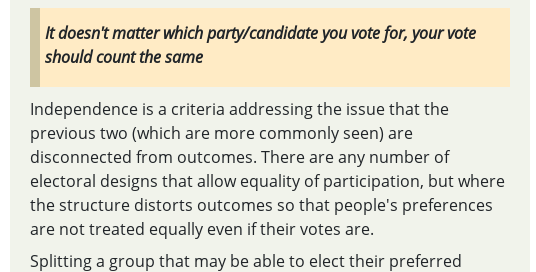 It doesn't matter which party/candidate you vote for, your vote
should count the same
Independence is a criteria addressing the issue that the
previous two (which are more commonly seen) are
disconnected from outcomes. There are any number of
electoral designs that allow equality of participation, but where
the structure distorts outcomes so that people's preferences
are not treated equally even if their votes are.
Splitting a group that may be able to elect their preferred